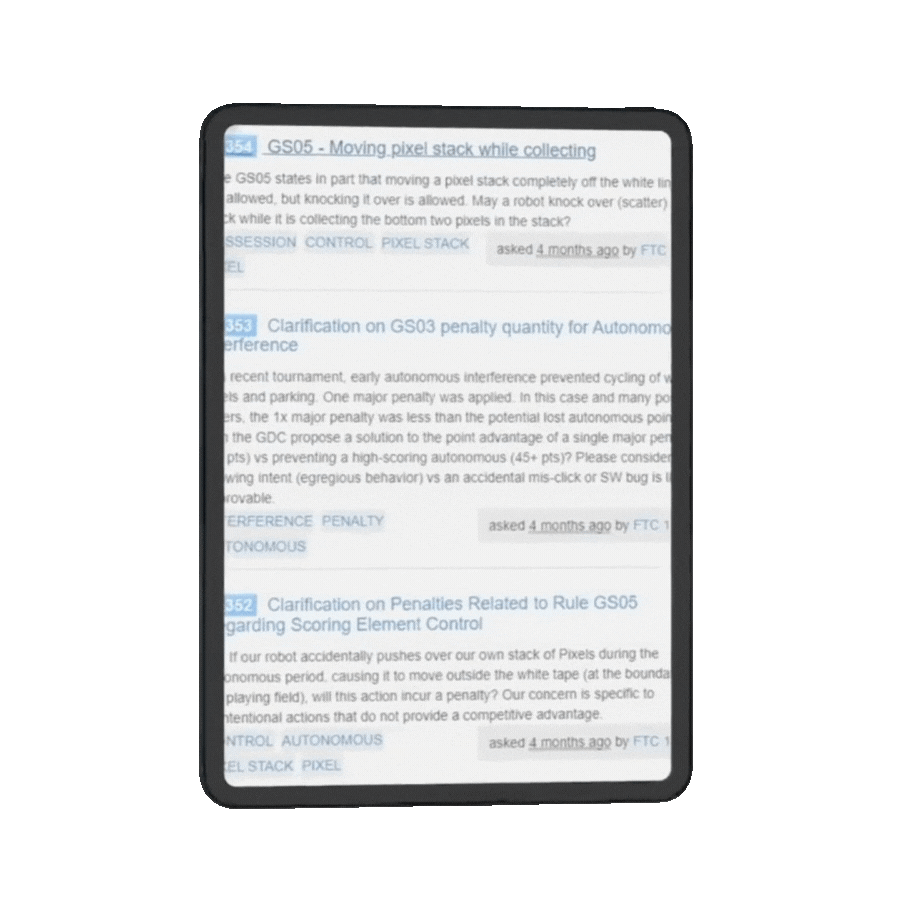 354 GS05 - Moving pixel stack while collecting
e GS05 states in part that moving a pixel stack completely off the white lin
allowed, but knocking it over is allowed. May a robot knock over (scatter)
ck while it is collecting the bottom two pixels in the stack?
SSESSION CONTROL PIXEL STACK
asked 4 months ago by FTC
EL
353 Clarification on GS03 penalty quantity for Autonomo
erference
recent tournament, early autonomous interference prevented cycling of w
els and parking. One major penalty was applied. In this case and many po
ers, the 1x major penalty was less than the potential lost autonomous poin
the GDC propose a solution to the point advantage of a single major pen
pts) vs preventing a high-scoring autonomous (45+ pts)? Please consider
wing intent (egregious behavior) vs an accidental mis-click or SW bug is li
rovable.
ERFERENCE PENALTY
asked 4 months ago by FTC 1
TONOMOUS
352 Clarification on Penalties Related to Rule GS05
garding Scoring Element Control
If our robot accidentally pushes over our own stack of Pixels during the
onomous period, causing it to move outside the white tape (at the bounda
playing field), will this action incur a penalty? Our concern is specific to
ntentional actions that do not provide a competitive advantage.
NTROL AUTONOMOUS
asked 4 months ago by FTC 1
EL STACK PIXEL